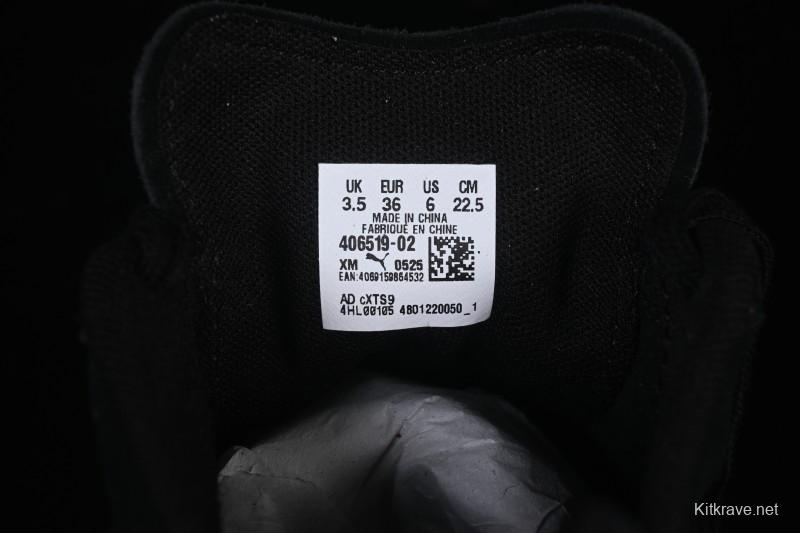 UK EUR US CM
3.5 36 6 22.5
MADE IN CHINA
FABRIQUÉ EN CHINE
406519-02
XM 0525
EAN:4069159864532
AD cXTS9
4HL00105 4801220050_1
Kitkrave.net